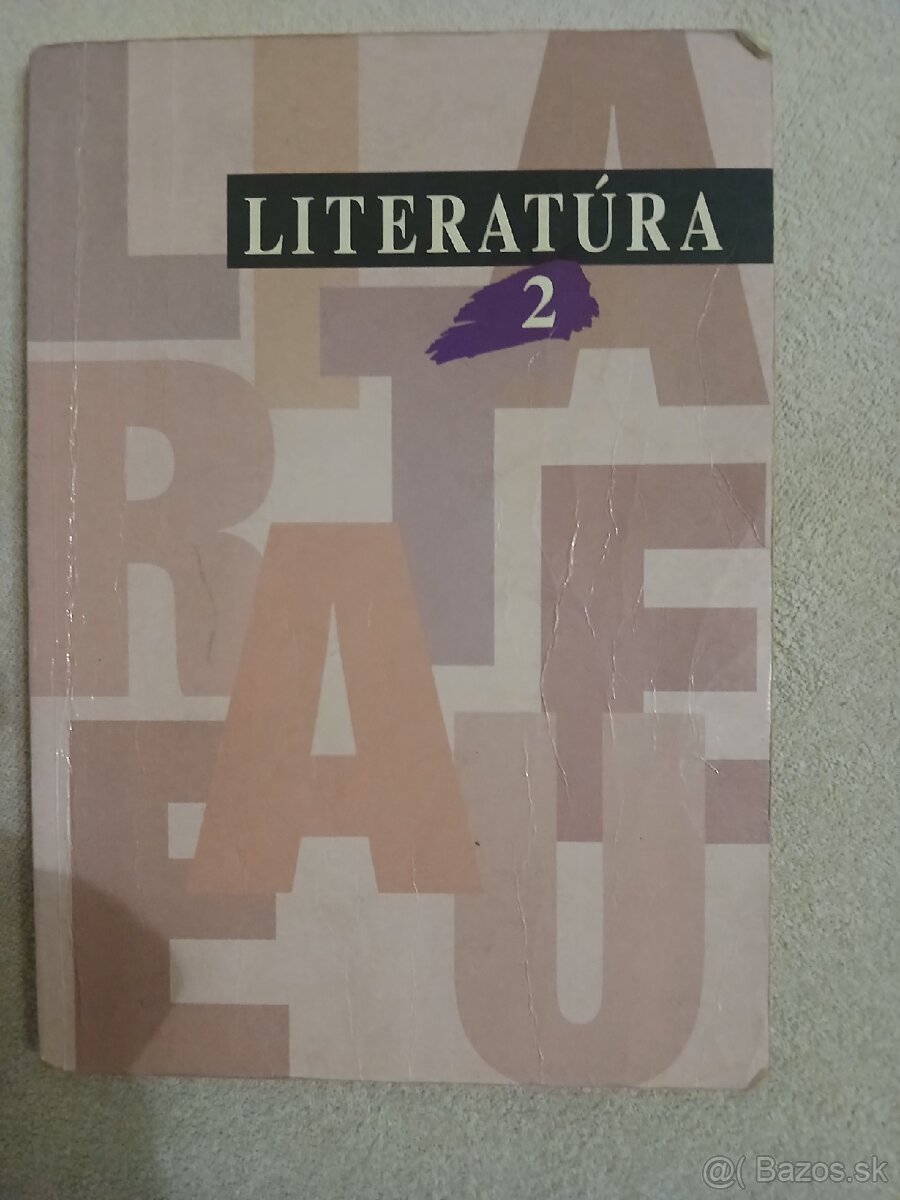 LITERATÚRA
2
L I A
T
R E
A
E U
@( Bazos.sk